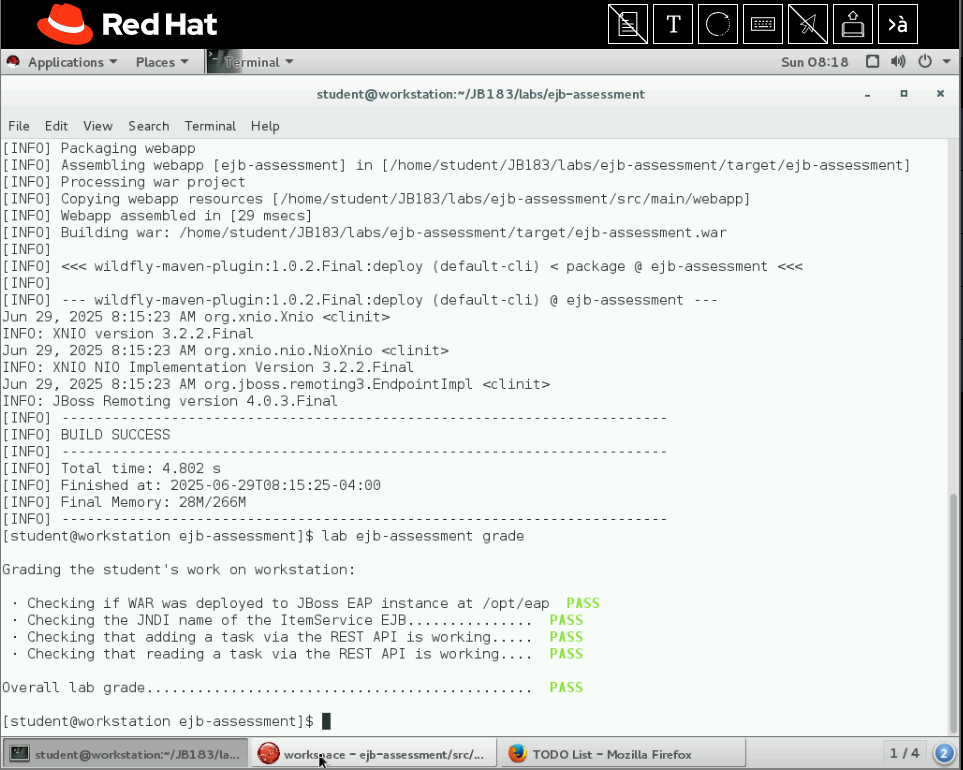 Red Hat
T
>à
Applications Places Terminal Sun 08:18
student@workstation:~/JB183/labs/ejb-assessment
File Edit View Search Terminal Help
[INFO] Packaging webapp
[INFO] Assembling webapp [ejb-assessment] in [/home/student/JB183/labs/ejb-assessment/target/ejb-assessment]
[INFO] Processing war project
[INFO] Copying webapp resources [/home/student/JB183/labs/ejb-assessment/src/main/webapp]
[INFO] Webapp assembled in [29 msecs]
[INFO] Building war: /home/student/JB183/labs/ejb-assessment/target/ejb-assessment.war
[INFO]
[INFO] <<< wildfly-maven-plugin:1.0.2.Final:deploy (default-cli) < package @ ejb-assessment <<<
[INFO]
[INFO] --- wildfly-maven-plugin:1.0.2.Final:deploy (default-cli) @ ejb-assessment ---
Jun 29, 2025 8:15:23 AM org.xnio.Xnio <clinit>
INFO: XNIO version 3.2.2.Final
Jun 29, 2025 8:15:23 AM org.xnio.nio.NioXnio <clinit>
INFO: XNIO NIO Implementation Version 3.2.2.Final
Jun 29, 2025 8:15:23 AM org.jboss.remoting3.EndpointImpl <clinit>
INFO: JBoss Remoting version 4.0.3.Final
[INFO] ------------------------------------------------------------------------
[INFO] BUILD SUCCESS
[INFO] ------------------------------------------------------------------------
[INFO] Total time: 4.802 s
[INFO] Finished at: 2025-06-29T08:15:25-04:00
[INFO] Final Memory: 28M/266M
[INFO] ------------------------------------------------------------------------
[student@workstation ejb-assessment]$ lab ejb-assessment grade
Grading the student's work on workstation:
· Checking if WAR was deployed to JBoss EAP instance at /opt/eap PASS
· Checking the JNDI name of the ItemService EJB............... PASS
· Checking that adding a task via the REST API is working..... PASS
· Checking that reading a task via the REST API is working.... PASS
Overall lab grade.............................................. PASS
[student@workstation ejb-assessment]$
student@workstation:~/JB183/la... workspace - ejb-assessment/src/... TODO List - Mozilla Firefox 1 / 4 2